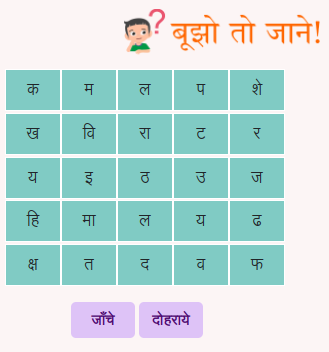 ?
बूझो तो जाने!
क म ल प शे
ख वि रा ट र
य इ ठ उ ज
हि मा ल य ढ
क्ष त द व फ
जाँचे दोहराये